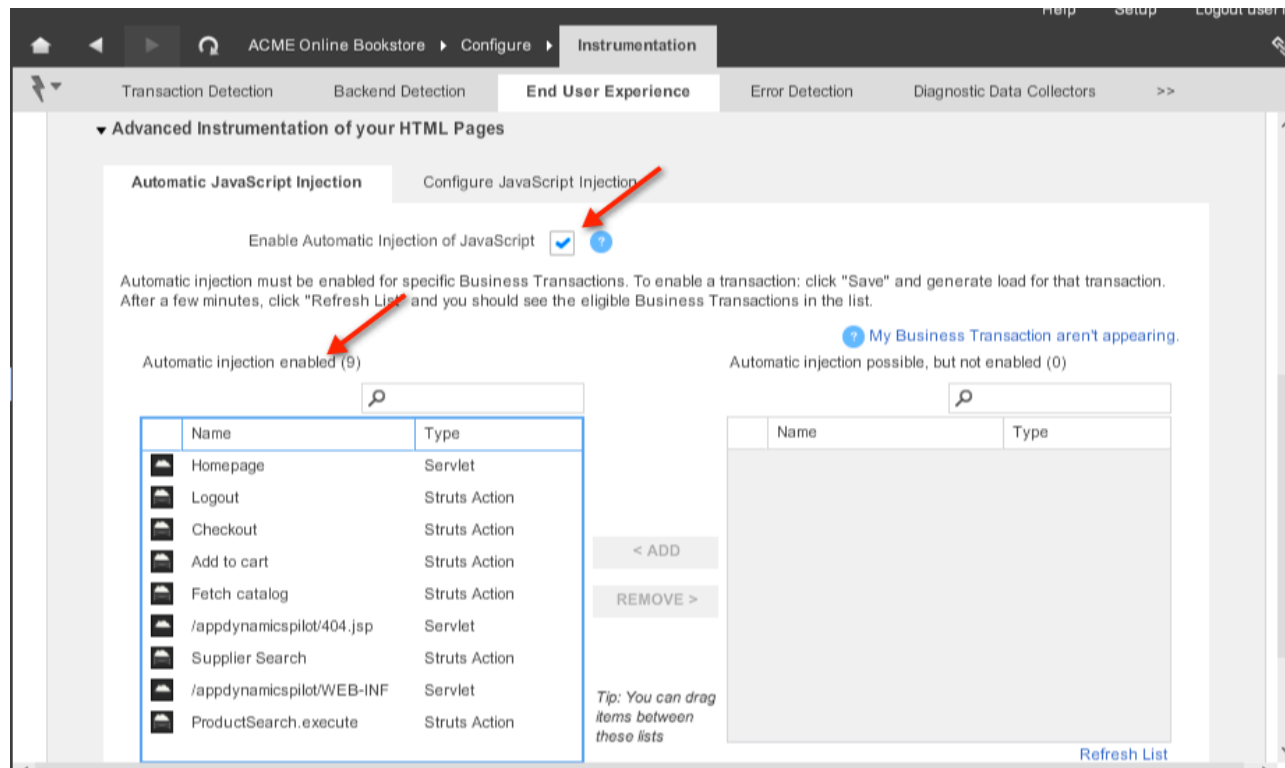 Help Setup Logout user
ACME Online Bookstore Configure Instrumentation
Transaction Detection Backend Detection End User Experience Error Detection Diagnostic Data Collectors >>
Advanced Instrumentation of your HTML Pages
Automatic JavaScript Injection Configure JavaScript Injection
Enable Automatic Injection of JavaScript ?
Automatic injection must be enabled for specific Business Transactions. To enable a transaction: click "Save" and generate load for that transaction.
After a few minutes, click "Refresh List" and you should see the eligible Business Transactions in the list.
? My Business Transaction aren't appearing.
Automatic injection enabled (9) Automatic injection possible, but not enabled (0)
Name Type Name Type
Homepage Servlet
Logout Struts Action
Checkout Struts Action
Add to cart Struts Action
< ADD
Fetch catalog Struts Action
REMOVE >
/appdynamicspilot/404.jsp Servlet
Supplier Search Struts Action
/appdynamicspilot/WEB-INF Servlet
ProductSearch.execute Struts Action
Tip: You can drag
items between
these lists
Refresh List